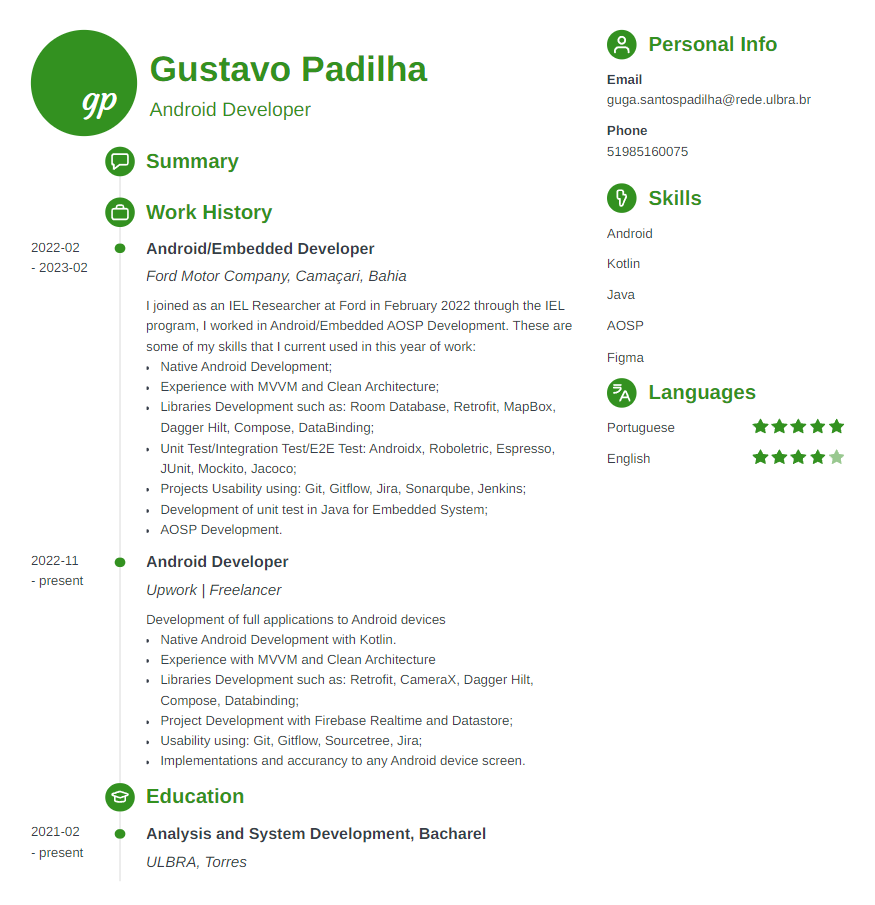 gp
Gustavo Padilha
Android Developer
Summary
Work History
2022-02
- 2023-02
Android/Embedded Developer
Ford Motor Company, Camaçari, Bahia
I joined as an IEL Researcher at Ford in February 2022 through the IEL
program, I worked in Android/Embedded AOSP Development. These are
some of my skills that I current used in this year of work:
• Native Android Development;
• Experience with MVVM and Clean Architecture;
• Libraries Development such as: Room Database, Retrofit, MapBox,
Dagger Hilt, Compose, DataBinding;
• Unit Test/Integration Test/E2E Test: Androidx, Roboletric, Espresso,
JUnit, Mockito, Jacoco;
• Projects Usability using: Git, Gitflow, Jira, Sonarqube, Jenkins;
• Development of unit test in Java for Embedded System;
• AOSP Development.
2022-11
- present
Android Developer
Upwork | Freelancer
Development of full applications to Android devices
• Native Android Development with Kotlin.
• Experience with MVVM and Clean Architecture
• Libraries Development such as: Retrofit, CameraX, Dagger Hilt,
Compose, Databinding;
• Project Development with Firebase Realtime and Datastore;
• Usability using: Git, Gitflow, Sourcetree, Jira;
• Implementations and accurancy to any Android device screen.
Education
2021-02
- present
Analysis and System Development, Bacharel
ULBRA, Torres
Personal Info
Email
guga.santospadilha@rede.ulbra.br
Phone
51985160075
Skills
Android
Kotlin
Java
AOSP
Figma
Languages
Portuguese
English